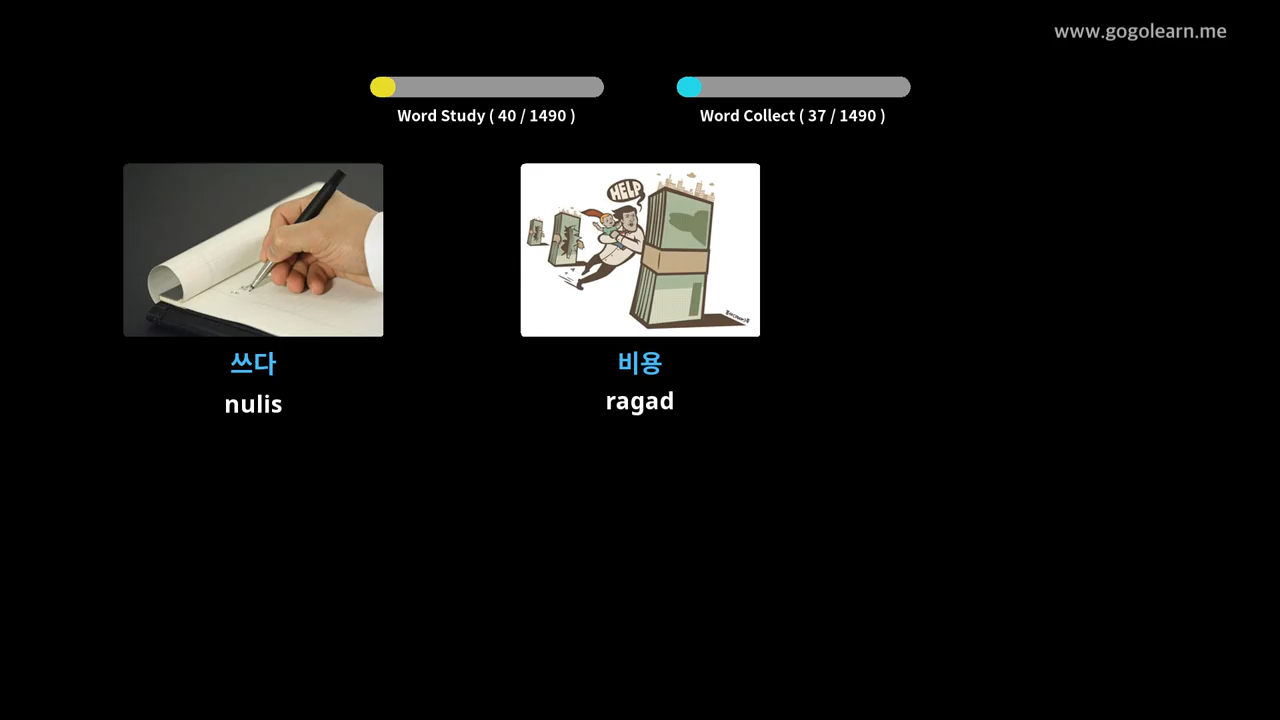 www.gogolearn.me
Word Study ( 40 / 1490 )
Word Collect ( 37 / 1490 )
HELP
쓰다
nulis
비용
ragad